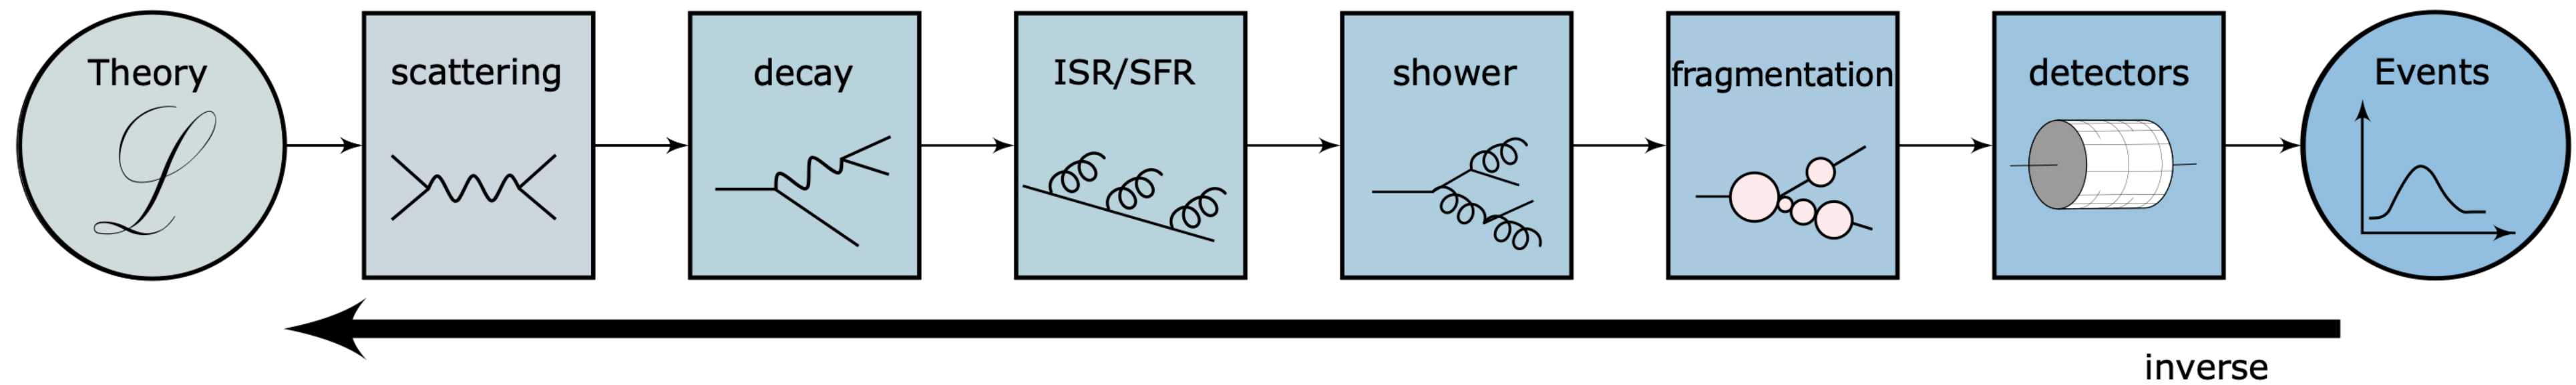 Theory
ℒ
scattering
decay
ISR/SFR
shower
fragmentation
detectors
Events
inverse